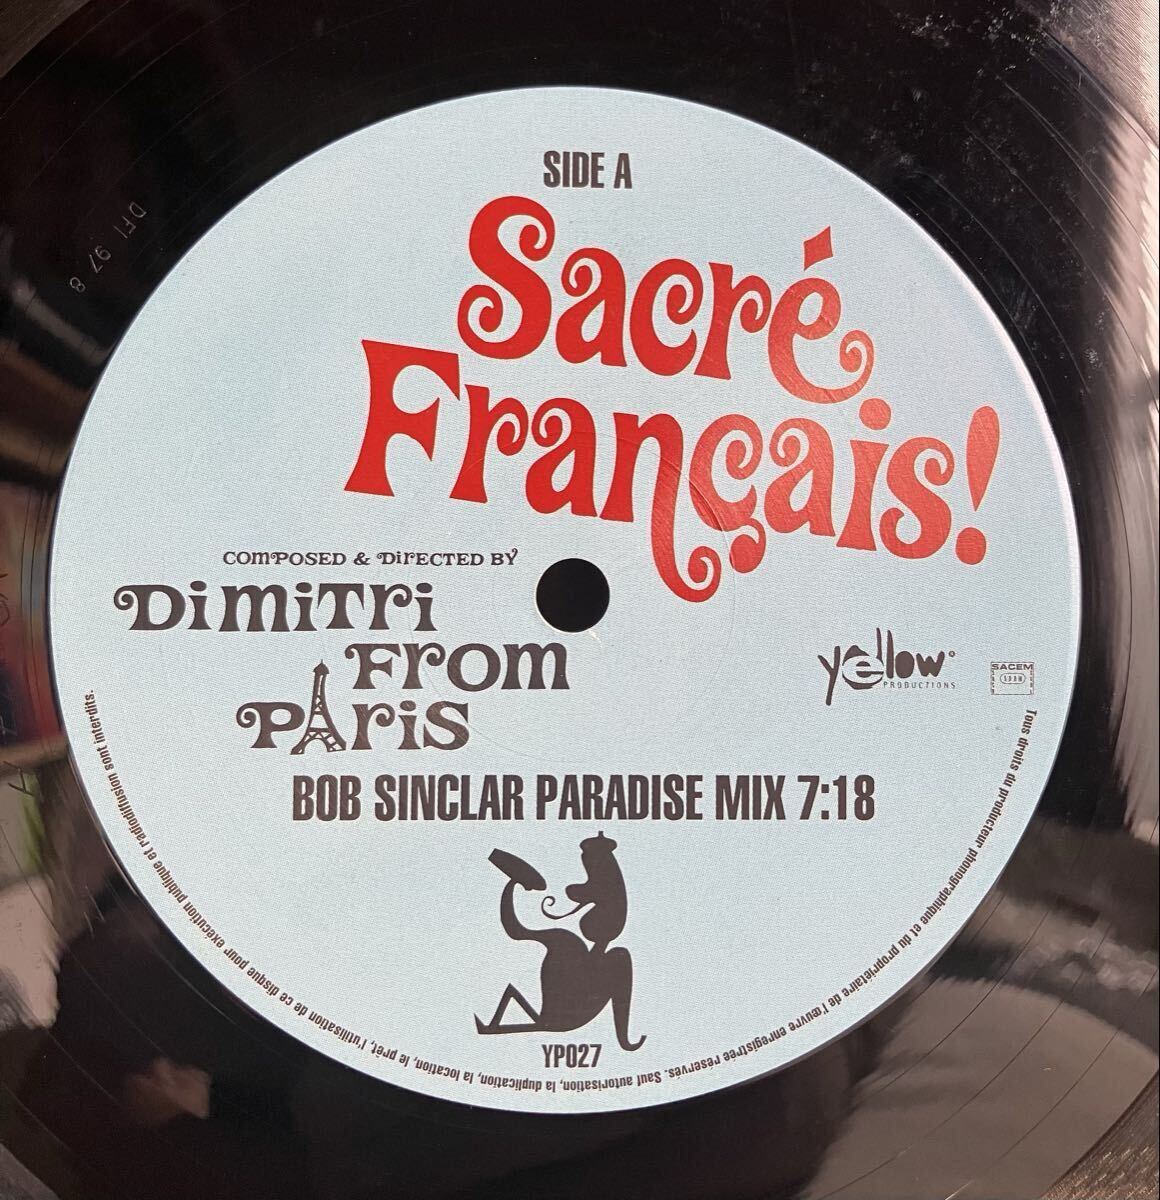 SIDE A
Sacré
Français!
COMPOSED & DIRECTED BY
DIMITRI
FROM
PARIS
yellow
PRODUCTIONS
SACEM
SDRM
BOB SINCLAR PARADISE MIX 7:18
YP027
Tous droits du producteur phonographique et du propriétaire de l'œuvre enregistrée réservés. Sauf autorisation, la duplication, la location, le prêt, l'utilisation de ce disque pour exécution publique et radiodiffusion sont interdits.
DFI 97 8